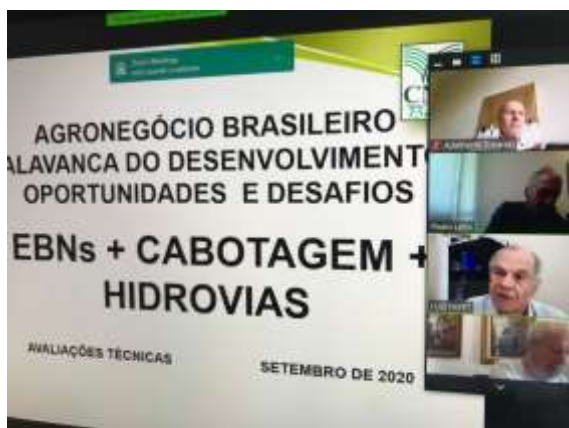 AGRONEGÓCIO BRASILEIRO
ALAVANCA DO DESENVOLVIMENTO
OPORTUNIDADES E DESAFIOS
EBNs + CABOTAGEM +
HIDROVIAS
AVALIAÇÕES TÉCNICAS
SETEMBRO DE 2020